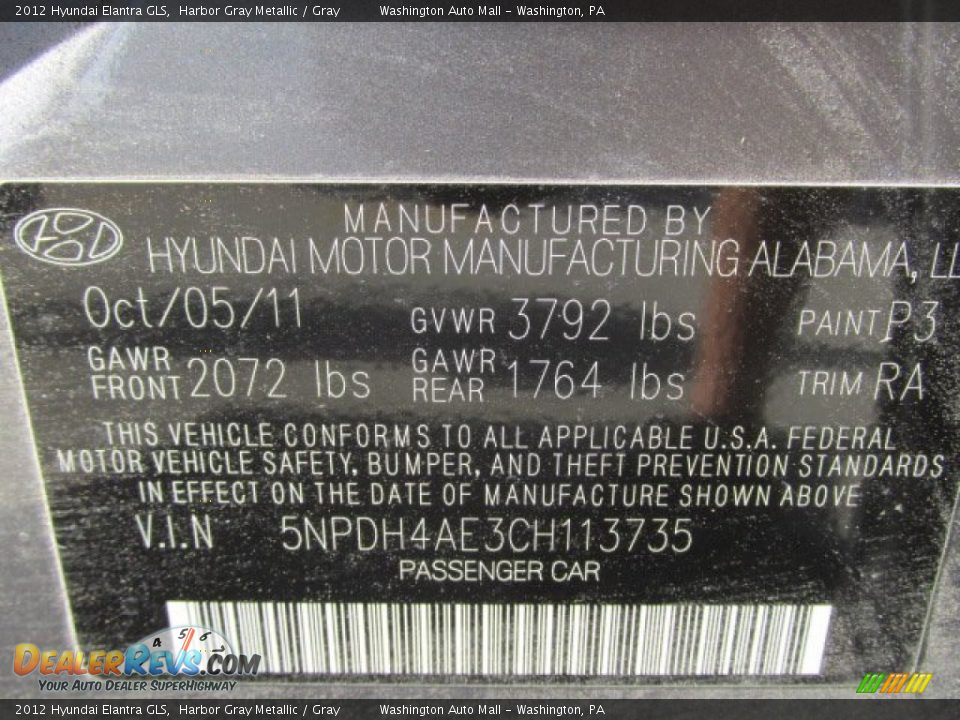 2012 Hyundai Elantra GLS, Harbor Gray Metallic / Gray Washington Auto Mall - Washington, PA
MANUFACTURED BY
HYUNDAI MOTOR MANUFACTURING ALABAMA, LL
Oct/05/11 GVWR 3792 lbs PAINT P3
GAWR FRONT 2072 lbs GAWR REAR 1764 lbs TRIM RA
THIS VEHICLE CONFORMS TO ALL APPLICABLE U.S.A. FEDERAL
MOTOR VEHICLE SAFETY, BUMPER, AND THEFT PREVENTION STANDARDS
IN EFFECT ON THE DATE OF MANUFACTURE SHOWN ABOVE
V.I.N 5NPDH4AE3CH113735
PASSENGER CAR
4 5 6
DEALERREVS.COM
YOUR AUTO DEALER SUPERHIGHWAY
2012 Hyundai Elantra GLS, Harbor Gray Metallic / Gray Washington Auto Mall - Washington, PA